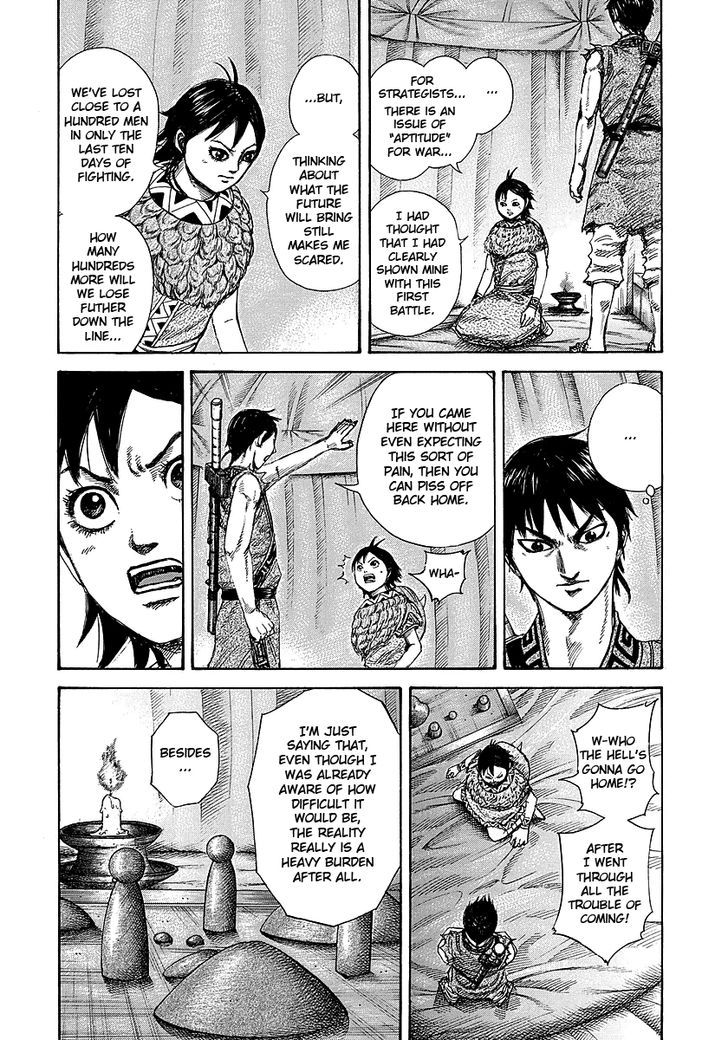 ...
FOR
STRATEGISTS...
THERE IS
AN ISSUE OF
"APTITUDE"
FOR WAR...
I HAD
THOUGHT
THAT I HAD
CLEARLY
SHOWN MINE
WITH THIS
FIRST
BATTLE.
...BUT,
THINKING
ABOUT
WHAT THE
FUTURE
WILL BRING
STILL
MAKES ME
SCARED.
WE'VE LOST
CLOSE TO A
HUNDRED MEN
IN ONLY THE
LAST TEN
DAYS OF
FIGHTING.
HOW
MANY
HUNDREDS
MORE WILL
WE LOSE
FUTHER
DOWN THE
LINE...
...
IF YOU CAME
HERE WITHOUT
EVEN EXPECTING
THIS SORT OF
PAIN, THEN YOU
CAN PISS OFF
BACK HOME.
WHA-
W-WHO
THE HELL'S
GONNA GO
HOME!?
AFTER
I WENT
THROUGH
ALL THE
TROUBLE OF
COMING!
I'M JUST
SAYING THAT,
EVEN THOUGH I
WAS ALREADY
AWARE OF HOW
DIFFICULT IT
WOULD BE,
THE REALITY
REALLY IS A
HEAVY BURDEN
AFTER ALL.
BESIDES
...